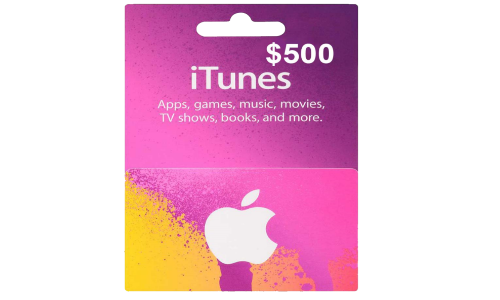 $500
iTunes
Apps, games, music, movies,
TV shows, books, and more.